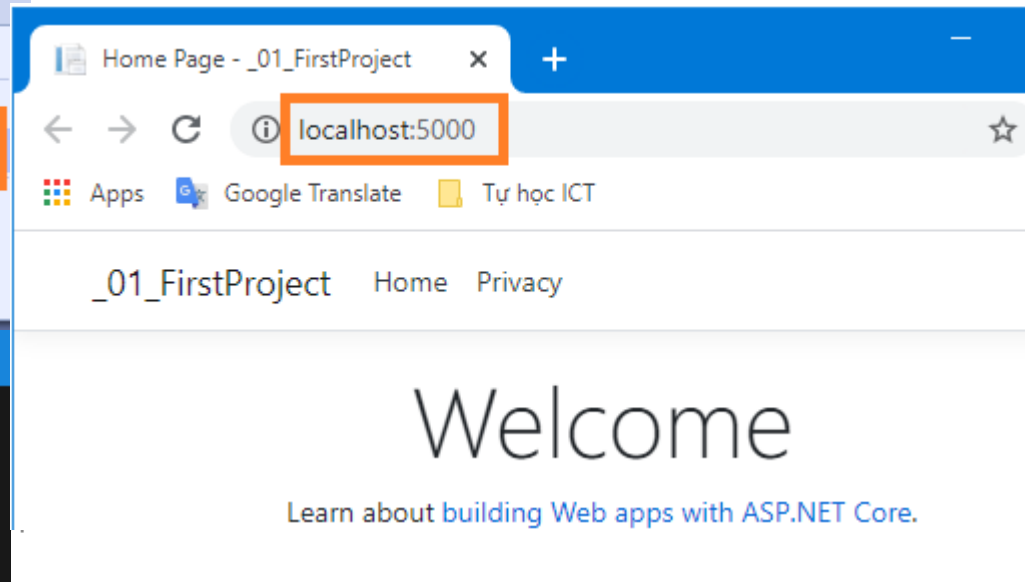 Home Page - _01_FirstProject
localhost:5000
Apps Google Translate Tự học ICT
_01_FirstProject Home Privacy
Welcome
Learn about building Web apps with ASP.NET Core.